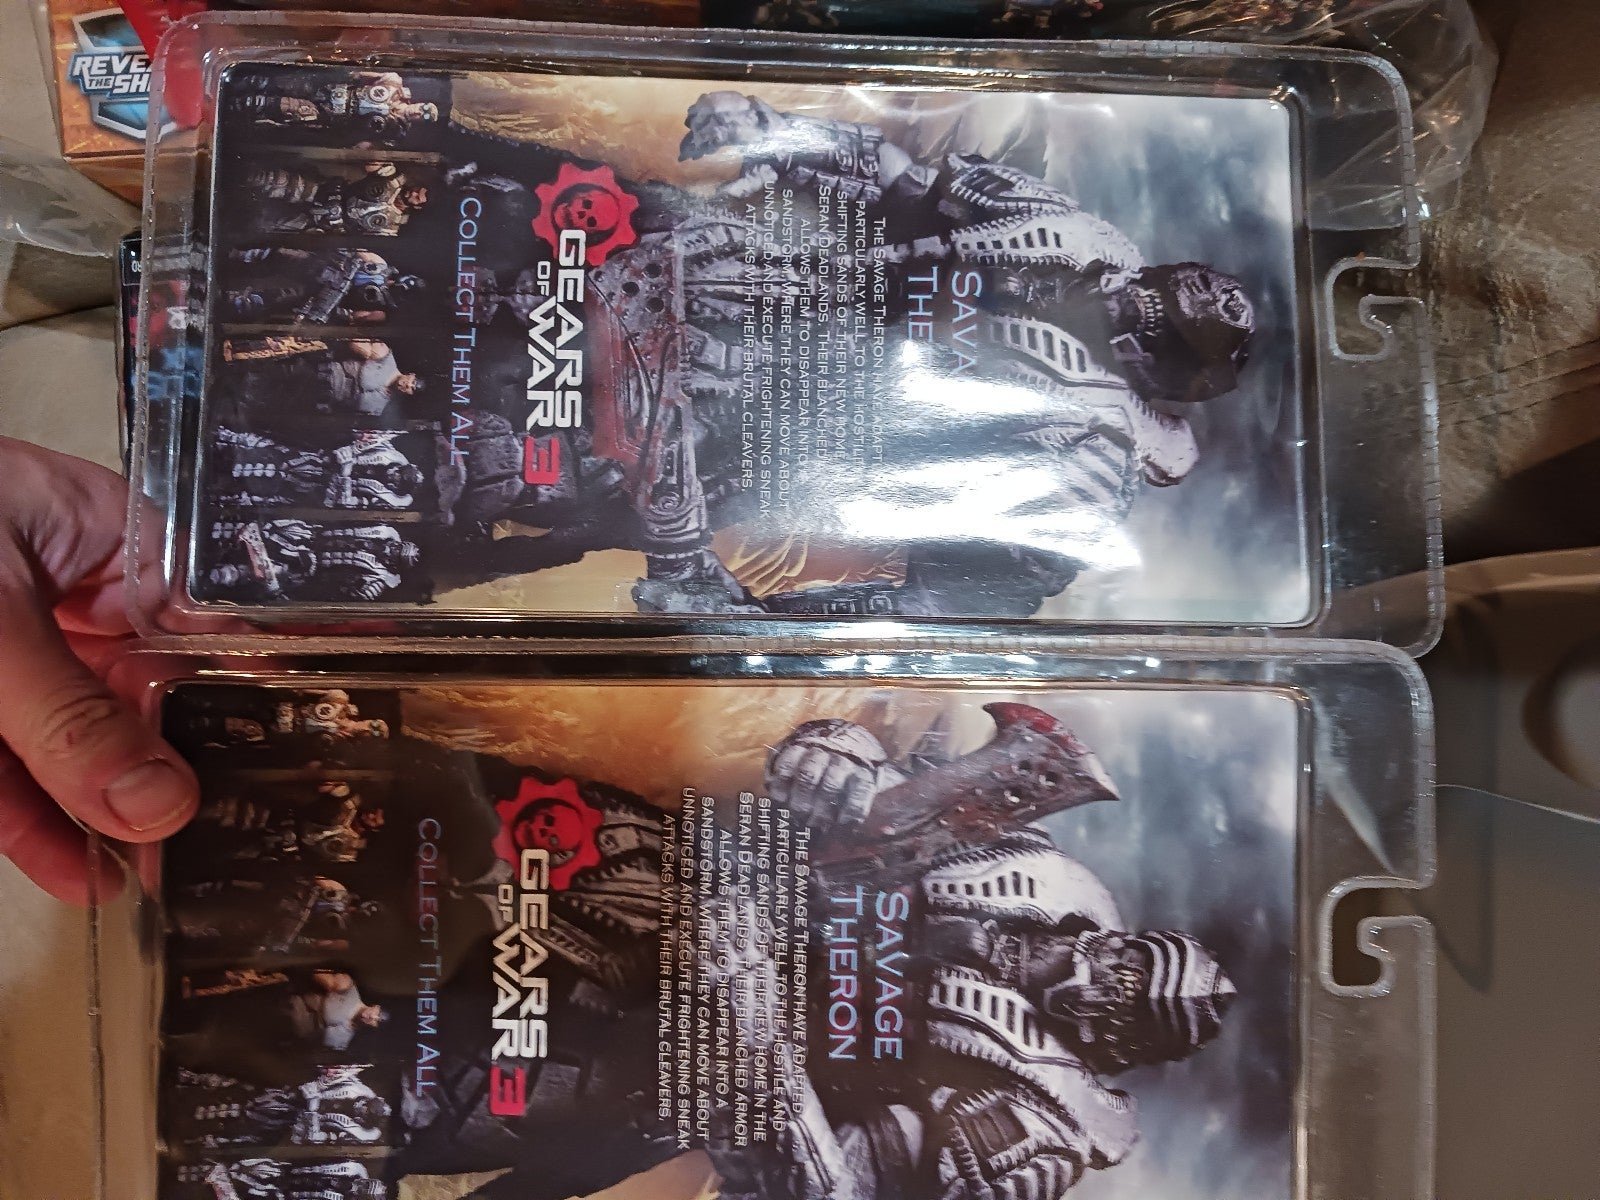 REVE
THE SH
SAVA
THE
THE SAVAGE THERON HAVE ADAPT
PARTICULARLY WELL TO THE HOSTILE
SHIFTING SANDS OF THEIR NEW HOME
SERAN DEADLANDS. THEIR BLANCHED
ALLOWS THEM TO DISAPPEAR INTO
SANDSTORM WHERE THEY CAN MOVE ABOUT
UNNOTICED AND EXECUTE FRIGHTENING SNEAK
ATTACKS WITH THEIR BRUTAL CLEAVERS.
GEARS
OF WAR 3
COLLECT THEM ALL
SAVAGE
THERON
THE SAVAGE THERON HAVE ADAPTED
PARTICULARLY WELL TO THE HOSTILE AND
SHIFTING SANDS OF THEIR NEW HOME IN THE
SERAN DEADLANDS. THEIR BLANCHED ARMOR
ALLOWS THEM TO DISAPPEAR INTO A
SANDSTORM WHERE THEY CAN MOVE ABOUT
UNNOTICED AND EXECUTE FRIGHTENING SNEAK
ATTACKS WITH THEIR BRUTAL CLEAVERS.
GEARS
OF WAR 3
COLLECT THEM ALL